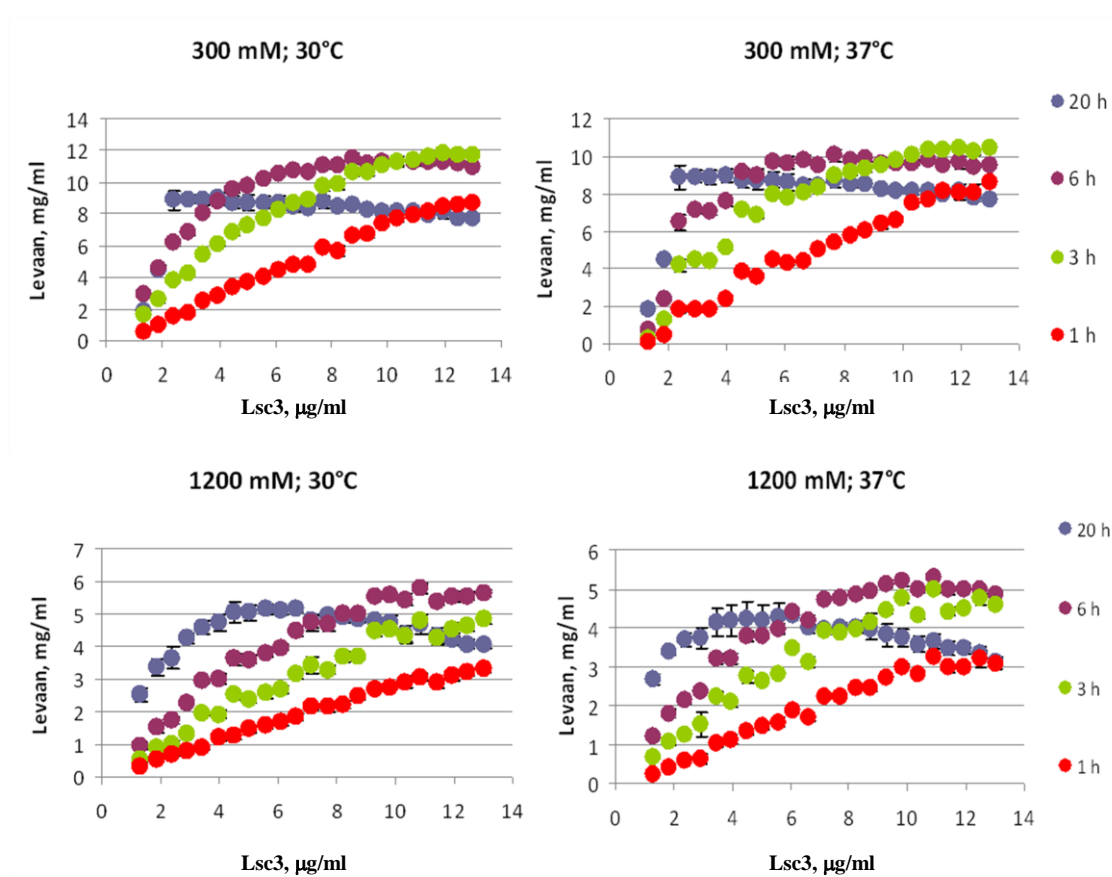 300 mM; 30°C
14
12
10
8
6
4
2
0
Levaan, mg/ml
0 2 4 6 8 10 12 14
Lsc3, µg/ml
300 mM; 37°C
12
10
8
6
4
2
0
Levaan, mg/ml
0 2 4 6 8 10 12 14
Lsc3, µg/ml
20 h
6 h
3 h
1 h
1200 mM; 30°C
7
6
5
4
3
2
1
0
Levaan, mg/ml
0 2 4 6 8 10 12 14
Lsc3, µg/ml
1200 mM; 37°C
6
5
4
3
2
1
0
Levaan, mg/ml
0 2 4 6 8 10 12 14
Lsc3, µg/ml
20 h
6 h
3 h
1 h